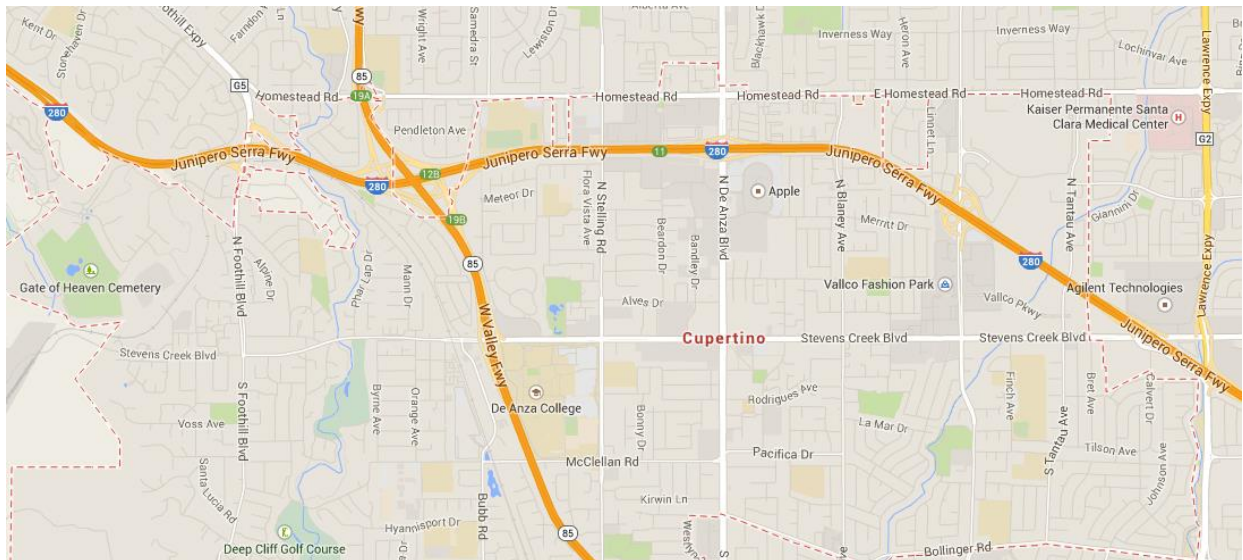 Kent Dr
Stonehaven Dr
Foothill Expy
Farndon
Ln
Fwy
Wright Ave
Samedra St
Lewiston Dr
Alberta Ave
Inverness Way
Heron Ave
Inverness Way
Lochinvar Ave
Lawrence Expy
G5
85
19A
Homestead Rd
Homestead Rd
Homestead Rd
E Homestead Rd
Homestead Rd
Kaiser Permanente Santa
Clara Medical Center
H
G2
280
Pendleton Ave
Linnet Ln
Junipero Serra Fwy
Junipero Serra Fwy
11
280
Junipero Serra Fwy
12B
280
Meteor Dr
Flora Vista Ave
N Stelling Rd
N De Anza Blvd
Apple
N Blaney Ave
N Tantau Ave
Giannini Dr
19B
Merritt Dr
Beardon Dr
Bandley Dr
N Foothill Blvd
Alpine Dr
Phar Lap Dr
Mann Dr
85
280
Lawrence Expy
Gate of Heaven Cemetery
Vallco Fashion Park
Vallco Pkwy
Agilent Technologies
Alves Dr
W Valley Fwy
Junipero Serra Fwy
Cupertino
Stevens Creek Blvd
Stevens Creek Blvd
Stevens Creek Blvd
S Foothill Blvd
Byrne Ave
Orange Ave
De Anza College
Rodrigues Ave
Finch Ave
Bret Ave
Calvert Dr
Voss Ave
Bonny Dr
La Mar Dr
S Tantau Ave
Tilson Ave
Johnson Ave
McClellan Rd
Pacifica Dr
Santa Lucia Rd
Bubb Rd
Kirwin Ln
Hyannisport Dr
85
S
Deep Cliff Golf Course
Bollinger Rd